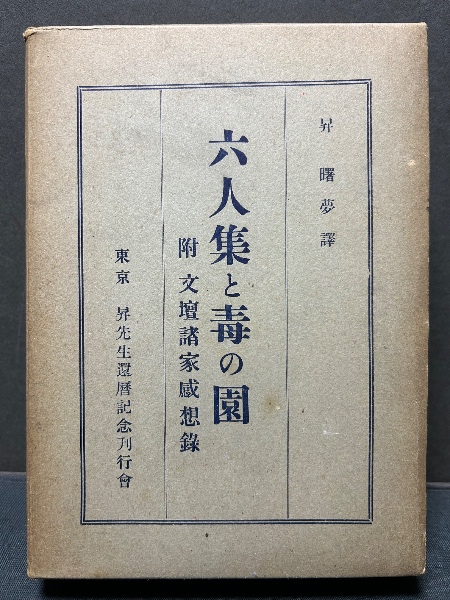 昇曙夢譯
六人集と毒の園
附 文壇諸家感想錄
東京 昇先生還曆記念刊行會